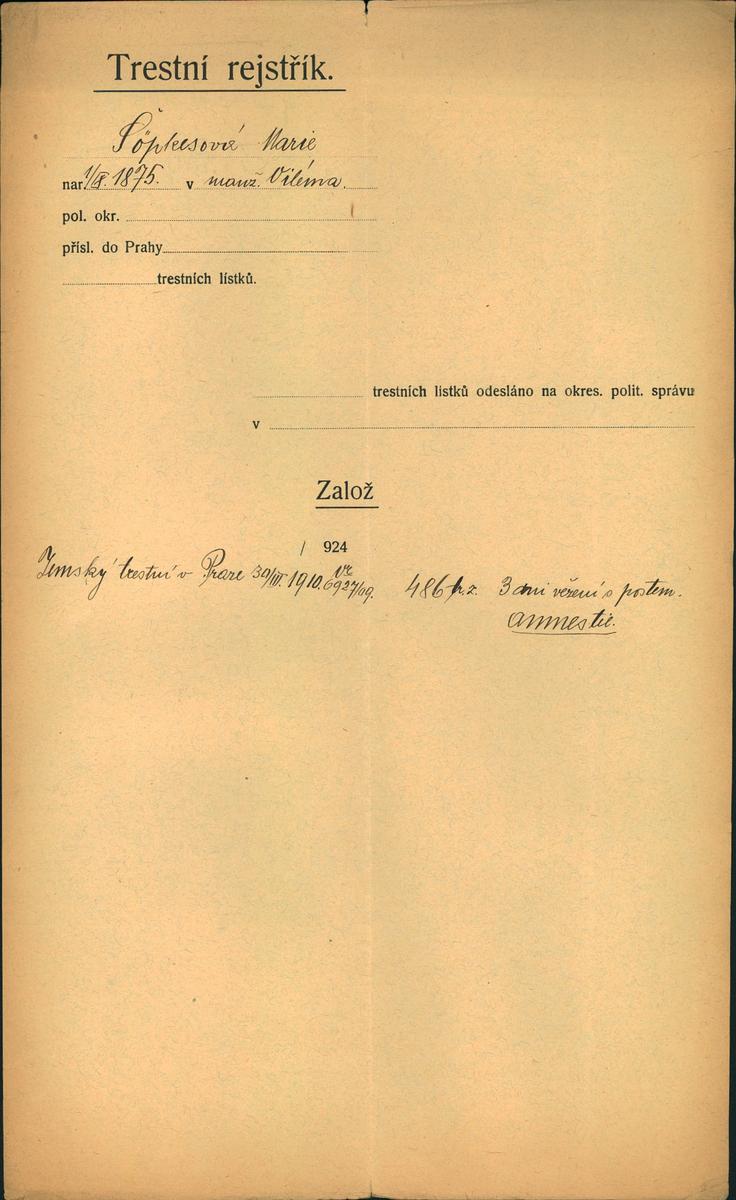 Trestní rejstřík.
Šöpkesová Marie
nar. 1/IX. 1875. v manž. Viléma.
pol. okr.
přísl. do Prahy
trestních lístků.
trestních lístků odesláno na okres. polit. správu
v
Založ
/ 924
Zemský trestní v Praze 30/III. 1910. Vr 6927/09. 486 tr. z. 3 dni vězení s postem.
Amnestie.